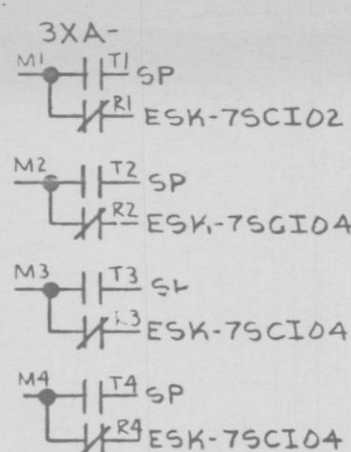 3XA-
M1 T1 SP
R1 ESK-7SCI02
M2 T2 SP
R2 ESK-7SCI04
M3 T3
ESK-7SCI04
M4 T4 SP
R4 ESK-7SCI04